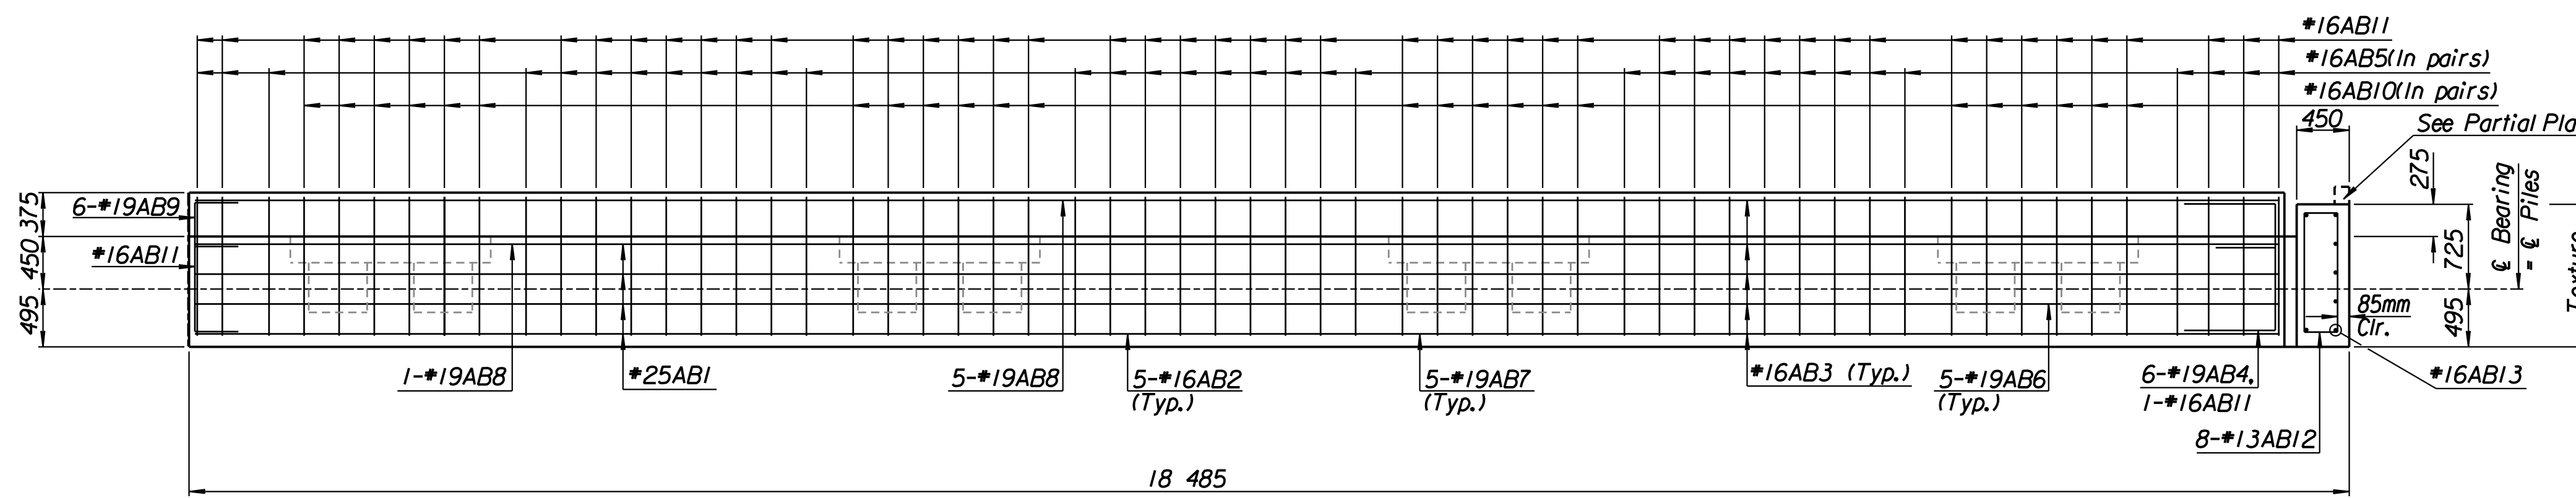 #16AB11
#16AB5(In pairs)
#16AB10(In pairs)
450
See Partial Pla
275
℄ Bearing
= ℄ Piles
375
450
495
6-#19AB9
#16AB11
725
495
85mm
Clr.
1-#19AB8
#25AB1
5-#19AB8
5-#16AB2
(Typ.)
5-#19AB7
(Typ.)
#16AB3 (Typ.)
5-#19AB6
(Typ.)
6-#19AB4,
1-#16AB11
#16AB13
8-#13AB12
18 485